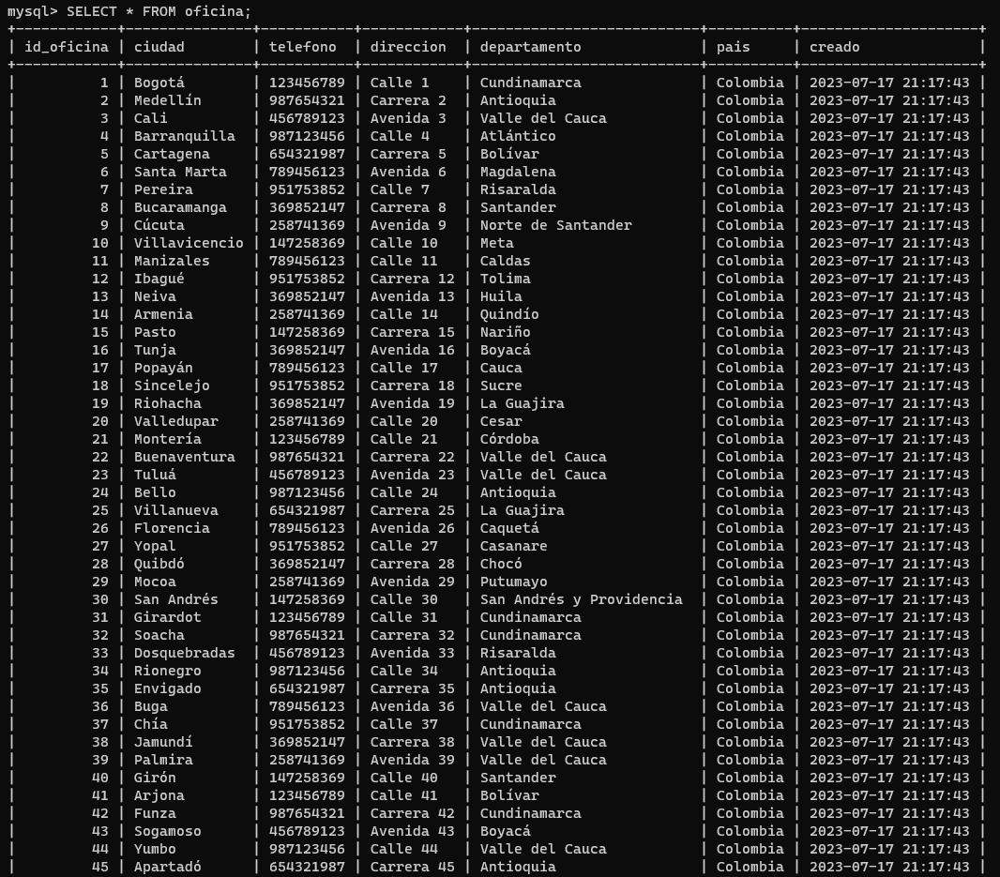 mysql> SELECT * FROM oficina;
+------------+---------------+-----------+------------+---------------------------+----------+---------------------+
| id_oficina | ciudad        | telefono  | direccion  | departamento              | pais     | creado              |
+------------+---------------+-----------+------------+---------------------------+----------+---------------------+
|          1 | Bogotá        | 123456789 | Calle 1    | Cundinamarca              | Colombia | 2023-07-17 21:17:43 |
|          2 | Medellín      | 987654321 | Carrera 2  | Antioquia                 | Colombia | 2023-07-17 21:17:43 |
|          3 | Cali          | 456789123 | Avenida 3  | Valle del Cauca           | Colombia | 2023-07-17 21:17:43 |
|          4 | Barranquilla  | 987123456 | Calle 4    | Atlántico                 | Colombia | 2023-07-17 21:17:43 |
|          5 | Cartagena     | 654321987 | Carrera 5  | Bolívar                   | Colombia | 2023-07-17 21:17:43 |
|          6 | Santa Marta   | 789456123 | Avenida 6  | Magdalena                 | Colombia | 2023-07-17 21:17:43 |
|          7 | Pereira       | 951753852 | Calle 7    | Risaralda                 | Colombia | 2023-07-17 21:17:43 |
|          8 | Bucaramanga   | 369852147 | Carrera 8  | Santander                 | Colombia | 2023-07-17 21:17:43 |
|          9 | Cúcuta        | 258741369 | Avenida 9  | Norte de Santander        | Colombia | 2023-07-17 21:17:43 |
|         10 | Villavicencio | 147258369 | Calle 10   | Meta                      | Colombia | 2023-07-17 21:17:43 |
|         11 | Manizales     | 789456123 | Calle 11   | Caldas                    | Colombia | 2023-07-17 21:17:43 |
|         12 | Ibagué        | 951753852 | Carrera 12 | Tolima                    | Colombia | 2023-07-17 21:17:43 |
|         13 | Neiva         | 369852147 | Avenida 13 | Huila                     | Colombia | 2023-07-17 21:17:43 |
|         14 | Armenia       | 258741369 | Calle 14   | Quindío                   | Colombia | 2023-07-17 21:17:43 |
|         15 | Pasto         | 147258369 | Carrera 15 | Nariño                    | Colombia | 2023-07-17 21:17:43 |
|         16 | Tunja         | 369852147 | Avenida 16 | Boyacá                    | Colombia | 2023-07-17 21:17:43 |
|         17 | Popayán       | 789456123 | Calle 17   | Cauca                     | Colombia | 2023-07-17 21:17:43 |
|         18 | Sincelejo     | 951753852 | Carrera 18 | Sucre                     | Colombia | 2023-07-17 21:17:43 |
|         19 | Riohacha      | 369852147 | Avenida 19 | La Guajira                | Colombia | 2023-07-17 21:17:43 |
|         20 | Valledupar    | 258741369 | Calle 20   | Cesar                     | Colombia | 2023-07-17 21:17:43 |
|         21 | Montería      | 123456789 | Calle 21   | Córdoba                   | Colombia | 2023-07-17 21:17:43 |
|         22 | Buenaventura  | 987654321 | Carrera 22 | Valle del Cauca           | Colombia | 2023-07-17 21:17:43 |
|         23 | Tuluá         | 456789123 | Avenida 23 | Valle del Cauca           | Colombia | 2023-07-17 21:17:43 |
|         24 | Bello         | 987123456 | Calle 24   | Antioquia                 | Colombia | 2023-07-17 21:17:43 |
|         25 | Villanueva    | 654321987 | Carrera 25 | La Guajira                | Colombia | 2023-07-17 21:17:43 |
|         26 | Florencia     | 789456123 | Avenida 26 | Caquetá                   | Colombia | 2023-07-17 21:17:43 |
|         27 | Yopal         | 951753852 | Calle 27   | Casanare                  | Colombia | 2023-07-17 21:17:43 |
|         28 | Quibdó        | 369852147 | Carrera 28 | Chocó                     | Colombia | 2023-07-17 21:17:43 |
|         29 | Mocoa         | 258741369 | Avenida 29 | Putumayo                  | Colombia | 2023-07-17 21:17:43 |
|         30 | San Andrés    | 147258369 | Calle 30   | San Andrés y Providencia  | Colombia | 2023-07-17 21:17:43 |
|         31 | Girardot      | 123456789 | Calle 31   | Cundinamarca              | Colombia | 2023-07-17 21:17:43 |
|         32 | Soacha        | 987654321 | Carrera 32 | Cundinamarca              | Colombia | 2023-07-17 21:17:43 |
|         33 | Dosquebradas  | 456789123 | Avenida 33 | Risaralda                 | Colombia | 2023-07-17 21:17:43 |
|         34 | Rionegro      | 987123456 | Calle 34   | Antioquia                 | Colombia | 2023-07-17 21:17:43 |
|         35 | Envigado      | 654321987 | Carrera 35 | Antioquia                 | Colombia | 2023-07-17 21:17:43 |
|         36 | Buga          | 789456123 | Avenida 36 | Valle del Cauca           | Colombia | 2023-07-17 21:17:43 |
|         37 | Chía          | 951753852 | Calle 37   | Cundinamarca              | Colombia | 2023-07-17 21:17:43 |
|         38 | Jamundí       | 369852147 | Carrera 38 | Valle del Cauca           | Colombia | 2023-07-17 21:17:43 |
|         39 | Palmira       | 258741369 | Avenida 39 | Valle del Cauca           | Colombia | 2023-07-17 21:17:43 |
|         40 | Girón         | 147258369 | Calle 40   | Santander                 | Colombia | 2023-07-17 21:17:43 |
|         41 | Arjona        | 123456789 | Calle 41   | Bolívar                   | Colombia | 2023-07-17 21:17:43 |
|         42 | Funza         | 987654321 | Carrera 42 | Cundinamarca              | Colombia | 2023-07-17 21:17:43 |
|         43 | Sogamoso      | 456789123 | Avenida 43 | Boyacá                    | Colombia | 2023-07-17 21:17:43 |
|         44 | Yumbo         | 987123456 | Calle 44   | Valle del Cauca           | Colombia | 2023-07-17 21:17:43 |
|         45 | Apartadó      | 654321987 | Carrera 45 | Antioquia                 | Colombia | 2023-07-17 21:17:43 |